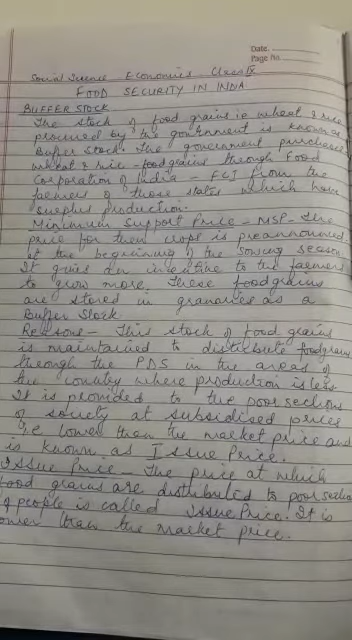 Date.
Page No.
Social Science Economics Class IX
FOOD SECURITY IN INDIA
BUFFER STOCK
The stock of food grains i.e wheat & rice
procured by the government is known as
Buffer stock. The government purchases
wheat & rice - foodgrains through Food
Corporation of India - FCI from the
farmers of those states which have
surplus production.
Minimum Support Price - MSP - The
price for their crops is preannounced
at the beginning of the sowing season.
It gives an incentive to the farmers
to grow more. These foodgrains
are stored in granaries as a
Buffer Stock
Reasons - This stock of food grains
is maintained to distribute foodgrains
through the PDS in the areas of
the country where production is less.
It is provided to the poor sections
of society at subsidised prices
i.e lower than the market price and
is known as Issue Price.
Issue Price - The price at which
food grains are distributed to poor section
of people is called Issue Price. It is
lower than the market price.